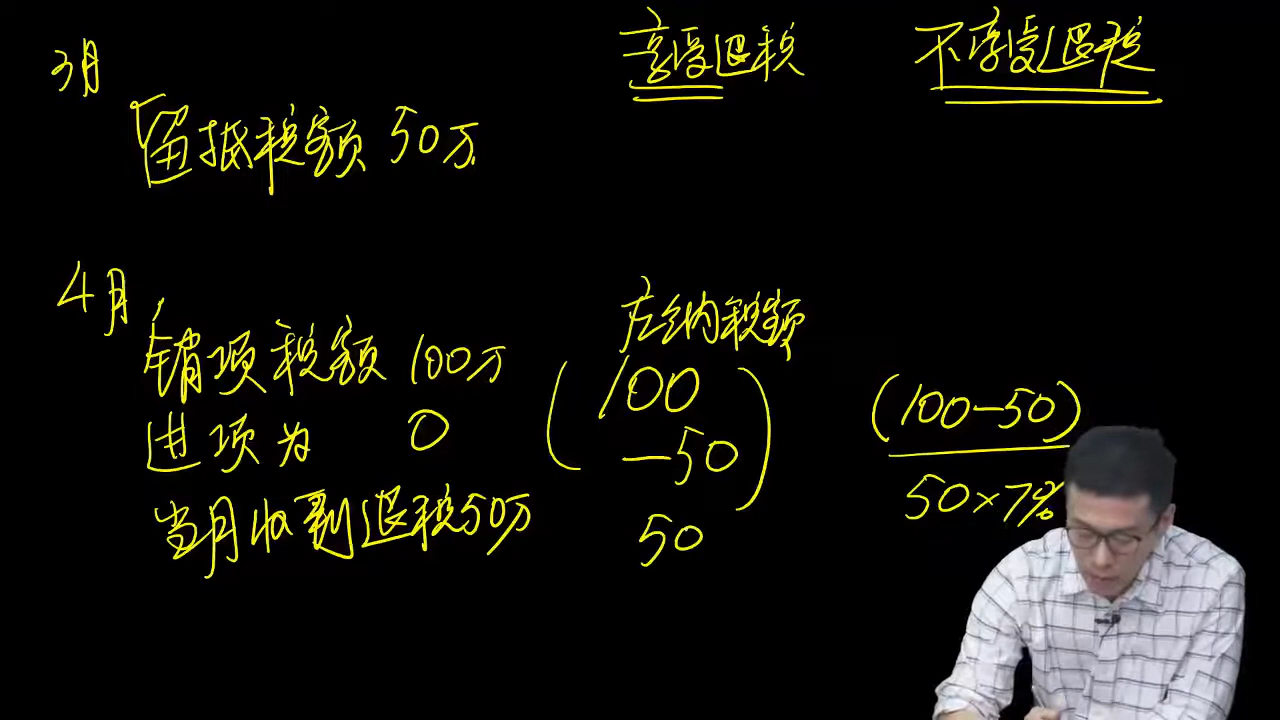 3月
留抵税额 50万
享受退税
不享受退税
4月
销项税额 100万
进项为 0
当月收到退税50万
应纳税额
(100
-50)
50
(100-50)
50×7%